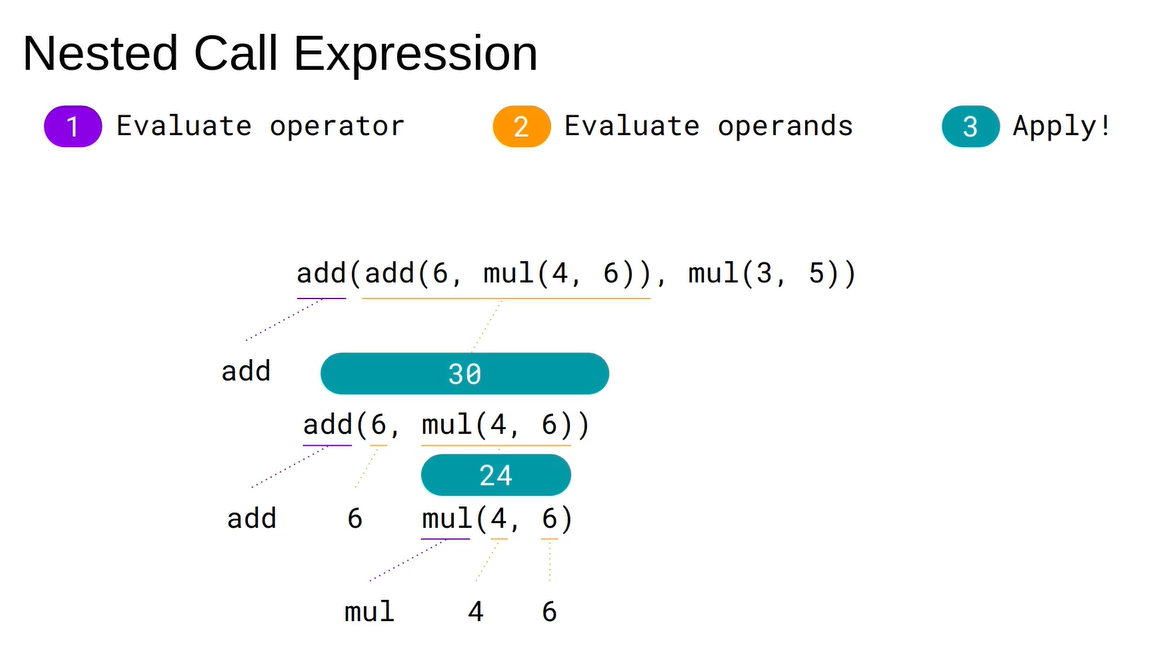 Nested Call Expression
1 Evaluate operator 2 Evaluate operands 3 Apply!
add(add(6, mul(4, 6)), mul(3, 5))
add 30
add(6, mul(4, 6))
24
add 6 mul(4, 6)
mul 4 6